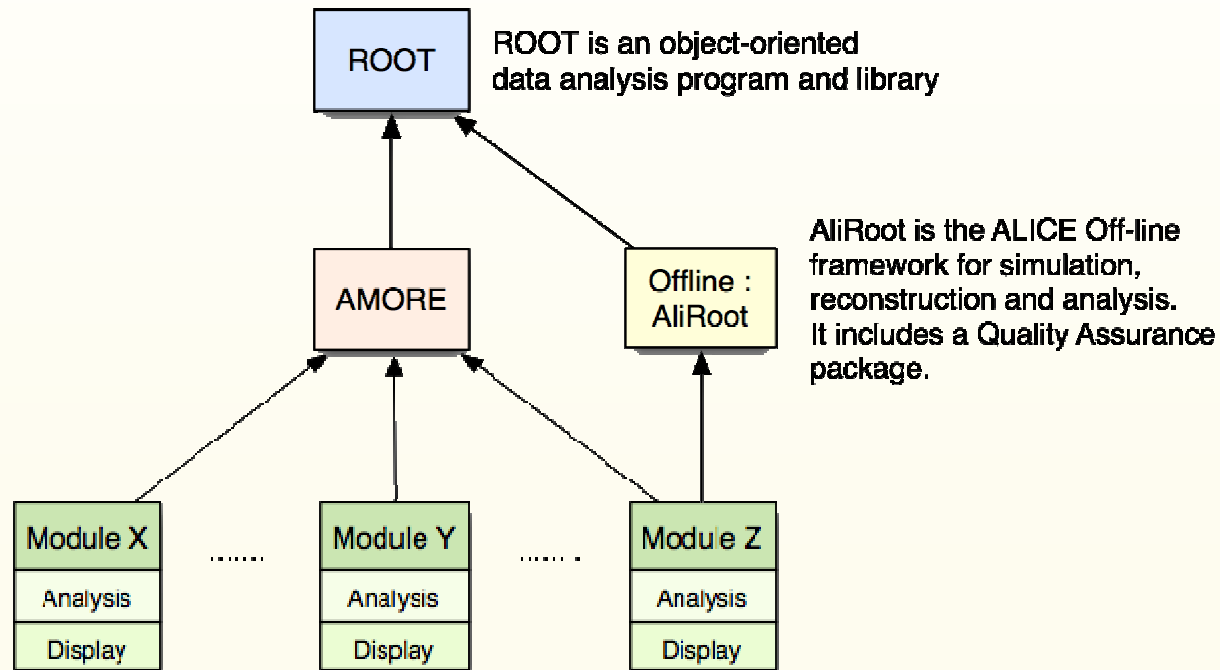 ROOT
ROOT is an object-oriented
data analysis program and library
AMORE
Offline :
AliRoot
AliRoot is the ALICE Off-line
framework for simulation,
reconstruction and analysis.
It includes a Quality Assurance
package.
Module X
Analysis
Display
........
Module Y
Analysis
Display
........
Module Z
Analysis
Display